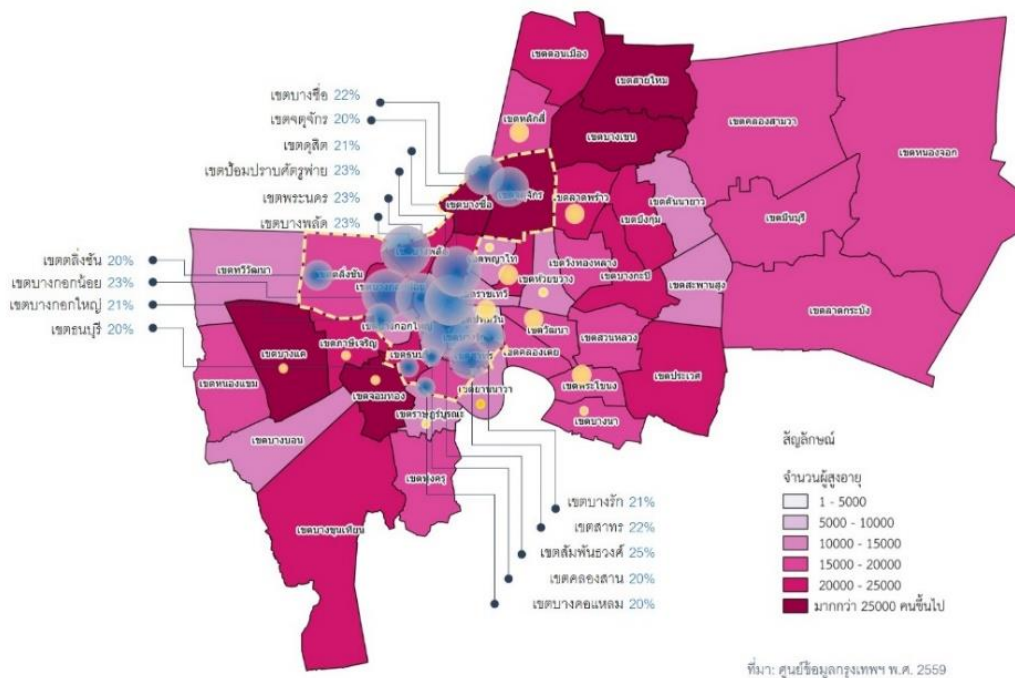 เขตบางซื่อ 22%
เขตจตุจักร 20%
เขตดุสิต 21%
เขตป้อมปราบศัตรูพ่าย 23%
เขตพระนคร 23%
เขตบางพลัด 23%
เขตตลิ่งชัน 20%
เขตบางกอกน้อย 23%
เขตบางกอกใหญ่ 21%
เขตธนบุรี 20%
เขตดอนเมือง
เขตสายไหม
เขตหลักสี่
เขตบางเขน
เขตคลองสามวา
เขตหนองจอก
เขตบางซื่อ
เขตลาดพร้าว
เขตบึงกุ่ม
เขตคันนายาว
เขตมีนบุรี
เขตทวีวัฒนา
เขตตลิ่งชัน
เขตพญาไท
เขตวังทองหลาง
เขตห้วยขวาง
เขตบางกะปิ
เขตสะพานสูง
เขตลาดกระบัง
เขตวัฒนา
เขตสวนหลวง
เขตคลองเตย
เขตภาษีเจริญ
เขตบางแค
เขตหนองแขม
เขตจอมทอง
เขตราษฎร์บูรณะ
เขตยานนาวา
เขตพระโขนง
เขตบางนา
เขตประเวศ
เขตบางบอน
เขตทุ่งครุ
เขตบางขุนเทียน
เขตบางรัก 21%
เขตสาทร 22%
เขตสัมพันธวงศ์ 25%
เขตคลองสาน 20%
เขตบางคอแหลม 20%
สัญลักษณ์
จำนวนผู้สูงอายุ
1 - 5000
5000 - 10000
10000 - 15000
15000 - 20000
20000 - 25000
มากกว่า 25000 คนขึ้นไป
ที่มา: ศูนย์ข้อมูลกรุงเทพฯ พ.ศ. 2559